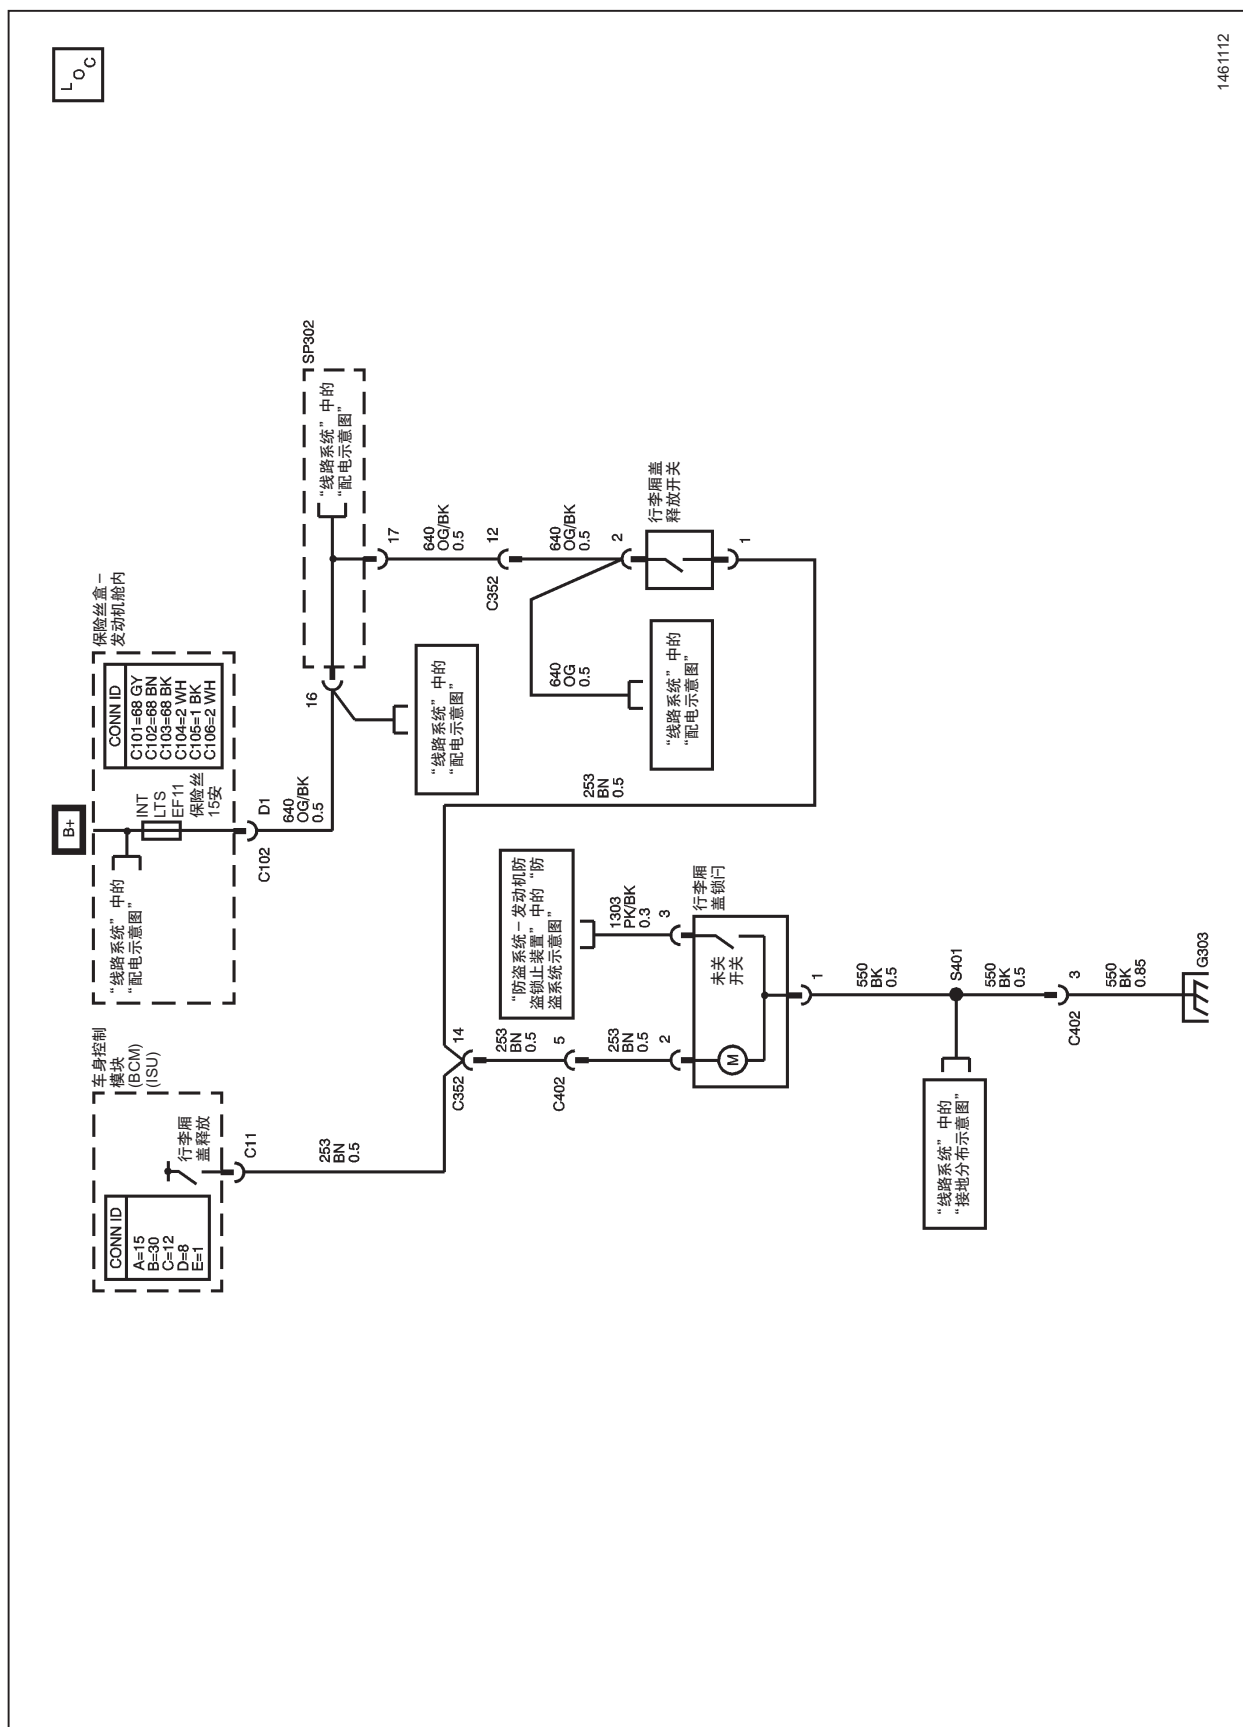 LOC
B+
保险丝盒–
发动机舱内
CONN ID
C101=68 GY
C102=68 BN
C103=68 BK
C104=2 WH
C105=1 BK
C106=2 WH
INT
LTS
EF11
保险丝
15安
“线路系统” 中的
“配电示意图”
车身控制
模块
(BCM)
(ISU)
CONN ID
A=15
B=30
C=12
D=8
E=1
行李厢
盖释放
C11
C102
D1
640
OG/BK
0.5
SP302
“线路系统” 中的
“配电示意图”
16
17
253
BN
0.5
“线路系统” 中的
“配电示意图”
640
OG/BK
0.5
C352
14
C352
12
253
BN
0.5
640
OG/BK
0.5
C402
5
“防盗系统–发动机防
盗锁止装置” 中的 “防
盗系统示意图”
253
BN
0.5
640
OG
0.5
253
BN
0.5
1303
PK/BK
0.3
2
3
2
行李厢盖
释放开关
“线路系统” 中的
“配电示意图”
行李厢
盖锁闩
未关
开关
M
1
1
550
BK
0.5
“线路系统” 中的
“接地分布示意图”
S401
550
BK
0.5
C402
3
550
BK
0.85
G303
1461112